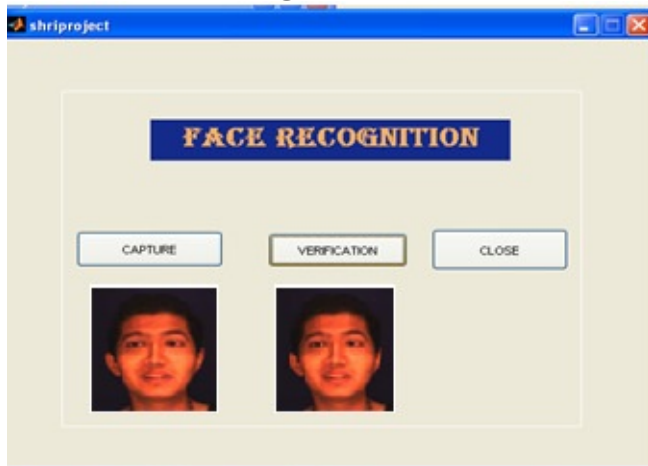 shriproject
FACE RECOGNITION
CAPTURE
VERIFICATION
CLOSE